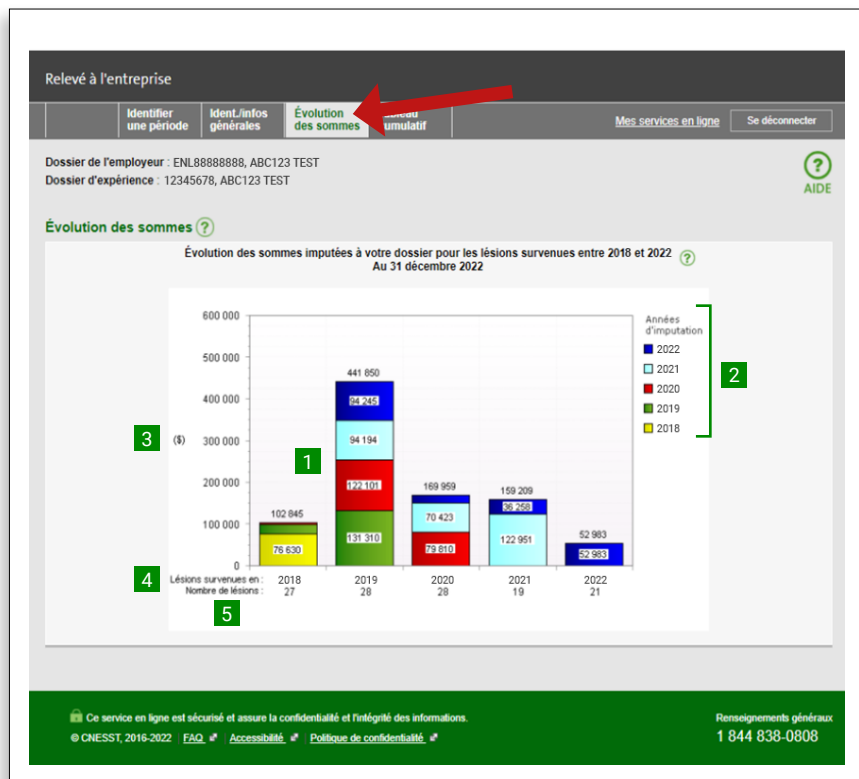 Relevé à l'entreprise
Identifier une période
Ident./infos générales
Évolution des sommes
Mes services en ligne
Se déconnecter
Dossier de l'employeur : ENL88888888, ABC123 TEST
Dossier d'expérience : 12345678, ABC123 TEST
?
AIDE
Évolution des sommes ?
Évolution des sommes imputées à votre dossier pour les lésions survenues entre 2018 et 2022 ?
Au 31 décembre 2022
600 000
500 000
400 000
3 ($) 300 000
200 000
100 000
0
102 845
76 630
441 850
94 245
94 194
1
122 101
131 310
169 959
70 423
79 810
159 209
36 258
122 951
52 983
52 983
Années d'imputation
2022
2021
2020
2019
2018
2
4 Lésions survenues en : 2018 2019 2020 2021 2022
Nombre de lésions : 27 28 28 19 21
5
Ce service en ligne est sécurisé et assure la confidentialité et l'intégrité des informations.
© CNESST, 2016-2022 FAQ Accessibilité Politique de confidentialité
Renseignements généraux
1 844 838-0808